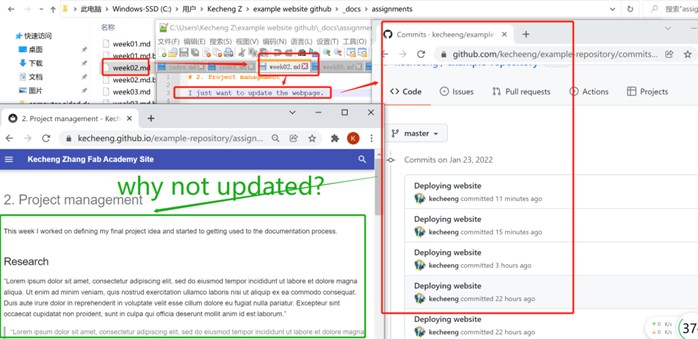 此电脑 > Windows-SSD (C:) > 用户 > Kecheng Z > example website github > _docs > assignments
快速访问
桌面
下载
文档
图片
名称
week01.md
week02.md
week02.md
week03.md
C:\Users\Kecheng Z\example website github\_docs\assignment
文件(F) 编辑(E) 搜索(S) 视图(V) 编码(N) 语言(L) 设置(T) 工具(O)
week02.md
# 2. Project management
I just want to update the webpage.
Commits · kecheeng/example
github.com/kecheeng/example-repository/commits...
Code
Issues
Pull requests
Actions
Projects
master
Commits on Jan 23, 2022
Deploying website
kecheeng committed 11 minutes ago
Deploying website
kecheeng committed 15 minutes ago
Deploying website
kecheeng committed 3 hours ago
Deploying website
kecheeng committed 22 hours ago
Deploying website
kecheeng committed 22 hours ago
2. Project management - Kech
kecheeng.github.io/example-repository/assign...
Kecheng Zhang Fab Academy Site
why not updated?
2. Project management
This week I worked on defining my final project idea and started to getting used to the documentation process.
Research
"Lorem ipsum dolor sit amet, consectetur adipiscing elit, sed do eiusmod tempor incididunt ut labore et dolore magna
aliqua. Ut enim ad minim veniam, quis nostrud exercitation ullamco laboris nisi ut aliquip ex ea commodo consequat.
Duis aute irure dolor in reprehenderit in voluptate velit esse cillum dolore eu fugiat nulla pariatur. Excepteur sint
occaecat cupidatat non proident, sunt in culpa qui officia deserunt mollit anim id est laborum."
"Lorem ipsum dolor sit amet, consectetur adipiscing elit, sed do eiusmod tempor incididunt ut labore et dolore magna